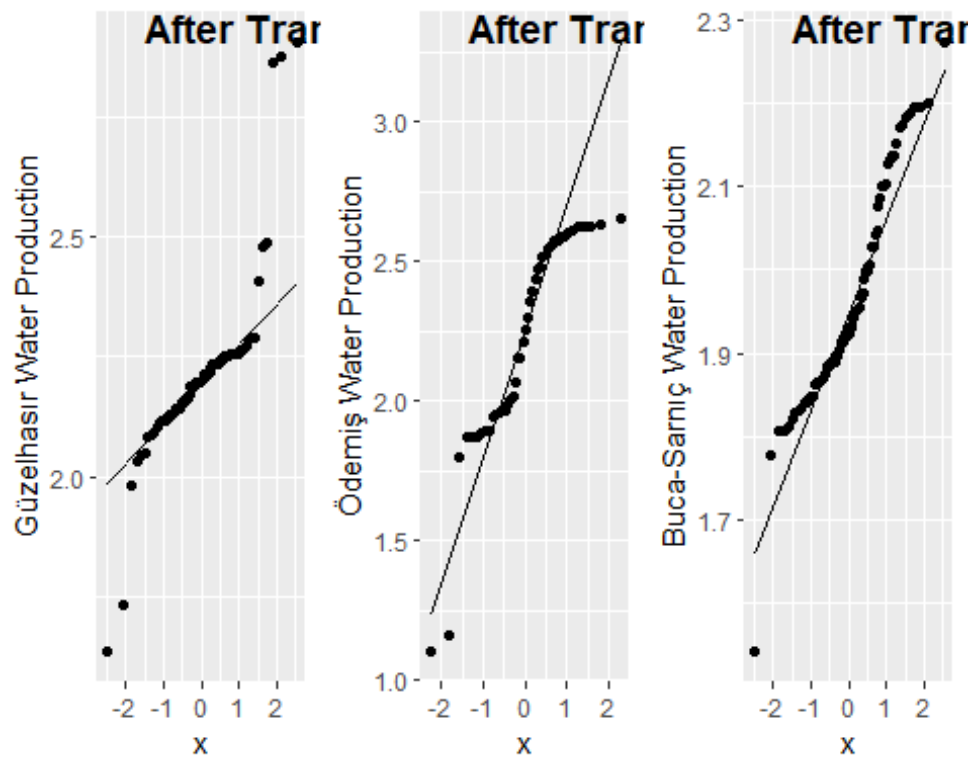 After Trar
Güzelhasır Water Production
2.5
2.0
-2 -1 0 1 2
x
After Trar
Ödemiş Water Production
3.0
2.5
2.0
1.5
1.0
-2 -1 0 1 2
x
After Trar
Buca-Sarnıç Water Production
2.3
2.1
1.9
1.7
-2 -1 0 1 2
x